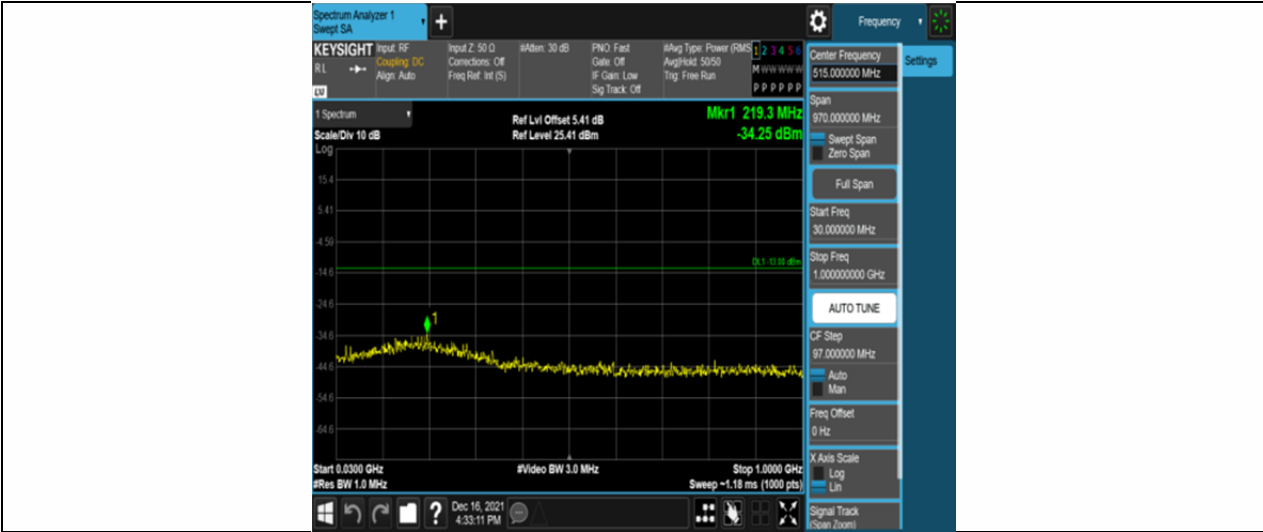 Spectrum Analyzer 1
Swept SA
+
Frequency
KEYSIGHT
RL
LV
Input: RF
Coupling: DC
Align: Auto
Input Z: 50 Ω
Corrections: Off
Freq Ref: Int (S)
#Atten: 30 dB
PNO: Fast
Gate: Off
IF Gain: Low
Sig Track: Off
#Avg Type: Power (RMS
Avg|Hold: 50/50
Trig: Free Run
1 2 3 4 5 6
M W W W W W
P P P P P P
1 Spectrum
Scale/Div 10 dB
Ref Lvl Offset 5.41 dB
Ref Level 25.41 dBm
Mkr1 219.3 MHz
-34.25 dBm
Log
15.4
5.41
-4.59
-14.6
-24.6
-34.6
-44.6
-54.6
-64.6
DL1 -13.00 dBm
1
Start 0.0300 GHz
#Res BW 1.0 MHz
#Video BW 3.0 MHz
Stop 1.0000 GHz
Sweep ~1.18 ms (1000 pts)
Dec 16, 2021
4:33:11 PM
Center Frequency
515.000000 MHz
Settings
Span
970.000000 MHz
Swept Span
Zero Span
Full Span
Start Freq
30.000000 MHz
Stop Freq
1.000000000 GHz
AUTO TUNE
CF Step
97.000000 MHz
Auto
Man
Freq Offset
0 Hz
X Axis Scale
Log
Lin
Signal Track
(Span Zoom)